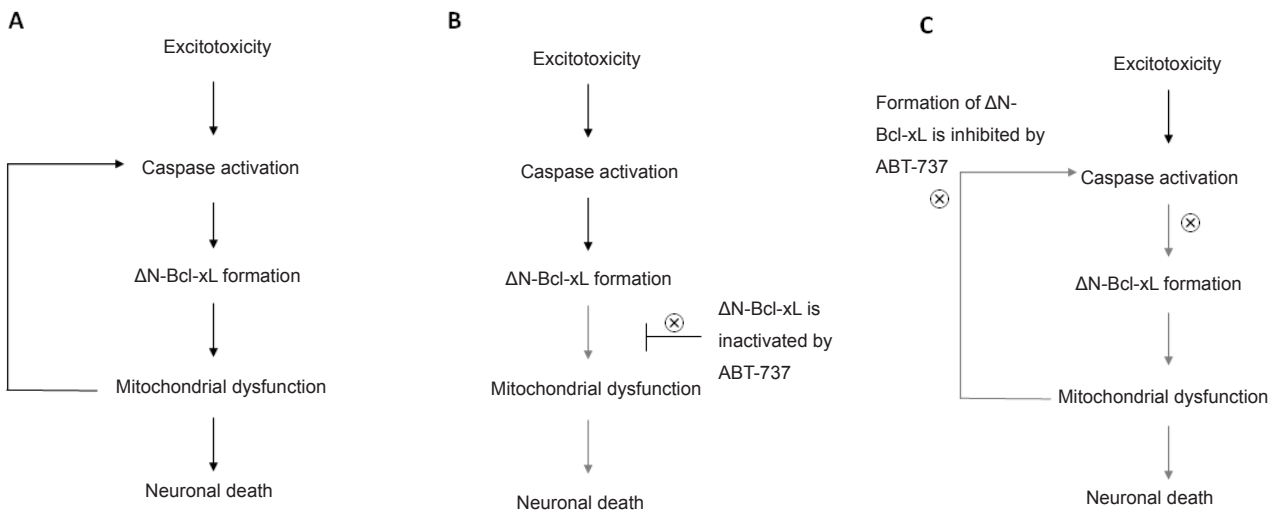 A
Excitotoxicity
Caspase activation
ΔN-Bcl-xL formation
Mitochondrial dysfunction
Neuronal death
B
Excitotoxicity
Caspase activation
ΔN-Bcl-xL formation
ΔN-Bcl-xL is
inactivated by
ABT-737
Mitochondrial dysfunction
Neuronal death
C
Excitotoxicity
Formation of ΔN-
Bcl-xL is inhibited by
ABT-737
Caspase activation
ΔN-Bcl-xL formation
Mitochondrial dysfunction
Neuronal death